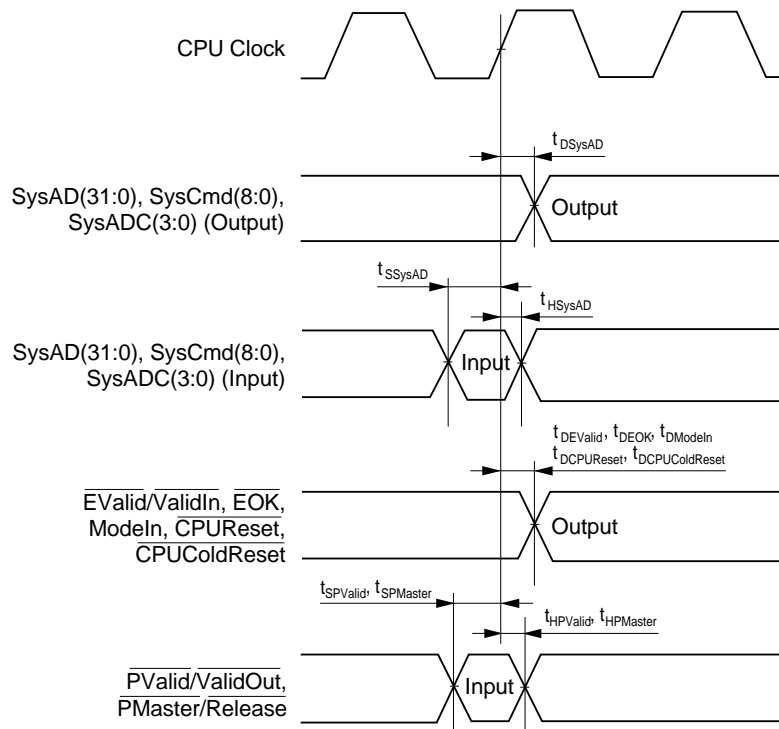 CPU Clock
tDSysAD
SysAD(31:0), SysCmd(8:0),
SysADC(3:0) (Output)
Output
tSSysAD
tHSysAD
SysAD(31:0), SysCmd(8:0),
SysADC(3:0) (Input)
Input
tDEValid, tDEOK, tDModeIn
tDCPUReset, tDCPUColdReset
EValid/ValidIn, EOK,
ModeIn, CPUReset,
CPUColdReset
Output
tSPValid, tSPMaster
tHPValid, tHPMaster
PValid/ValidOut,
PMaster/Release
Input